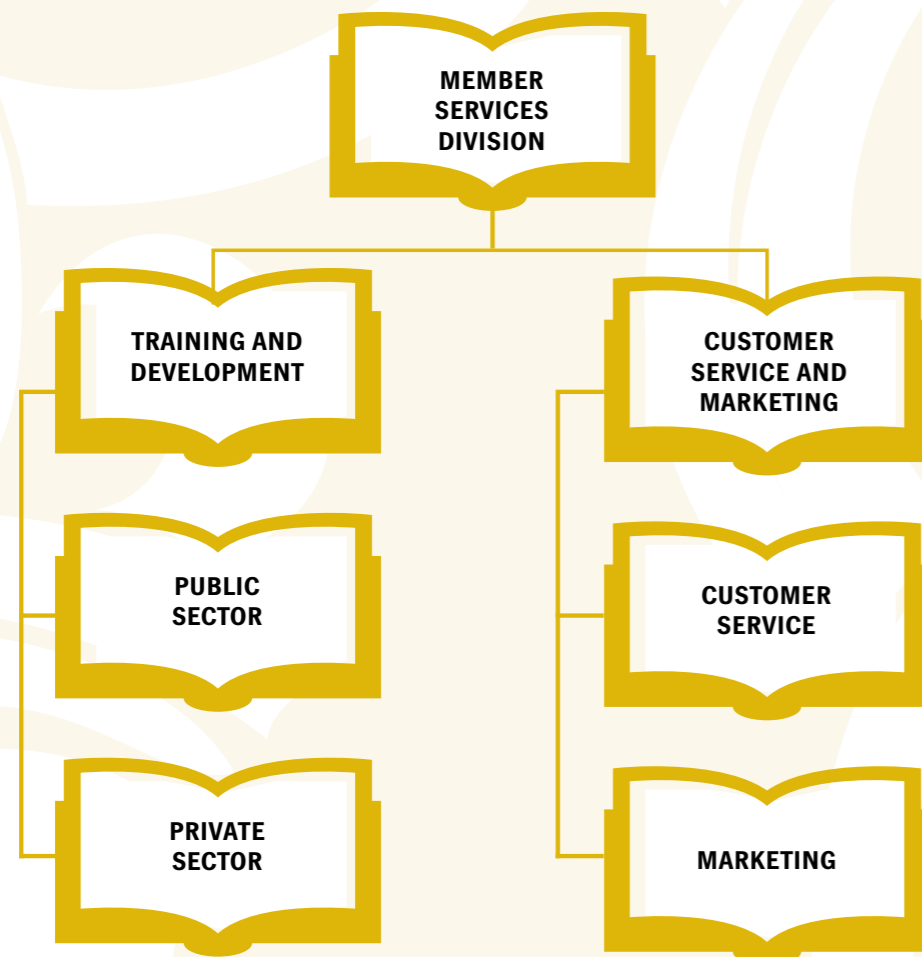 MEMBER
SERVICES
DIVISION
TRAINING AND
DEVELOPMENT
CUSTOMER
SERVICE AND
MARKETING
PUBLIC
SECTOR
CUSTOMER
SERVICE
PRIVATE
SECTOR
MARKETING